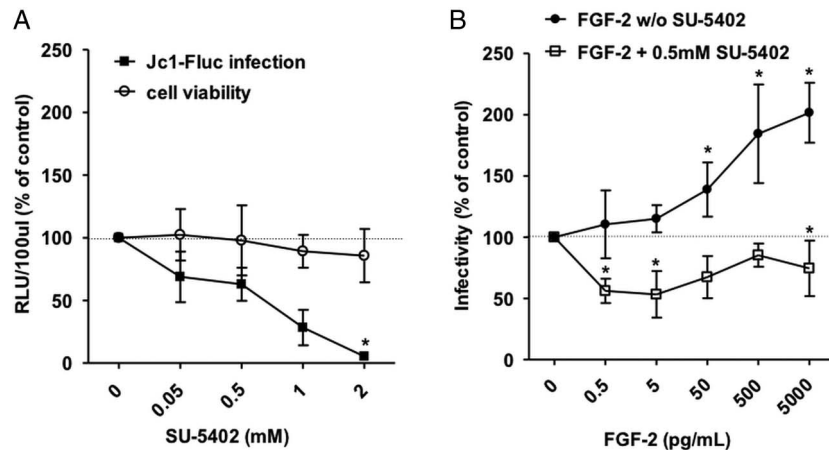 A
Jc1-Fluc infection
cell viability
RLU/100ul (% of control)
250
200
150
100
50
0
0
0.05
0.5
1
2
*
SU-5402 (mM)
B
FGF-2 w/o SU-5402
FGF-2 + 0.5mM SU-5402
Infectivity (% of control)
250
200
150
100
50
0
* * *
* * *
0
0.5
5
50
500
5000
FGF-2 (pg/mL)